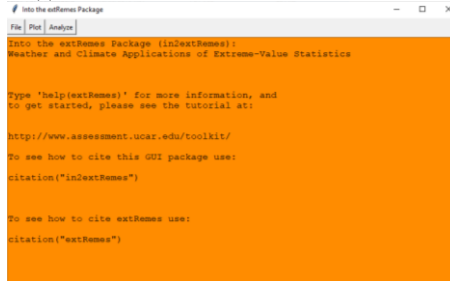 Into the extRemes Package
File Plot Analyze
Into the extRemes Package (in2extRemes):
Weather and Climate Applications of Extreme-Value Statistics
Type 'help(extRemes)' for more information, and
to get started, please see the tutorial at:
http://www.assessment.ucar.edu/toolkit/
To see how to cite this GUI package use:
citation("in2extRemes")
To see how to cite extRemes use:
citation("extRemes")